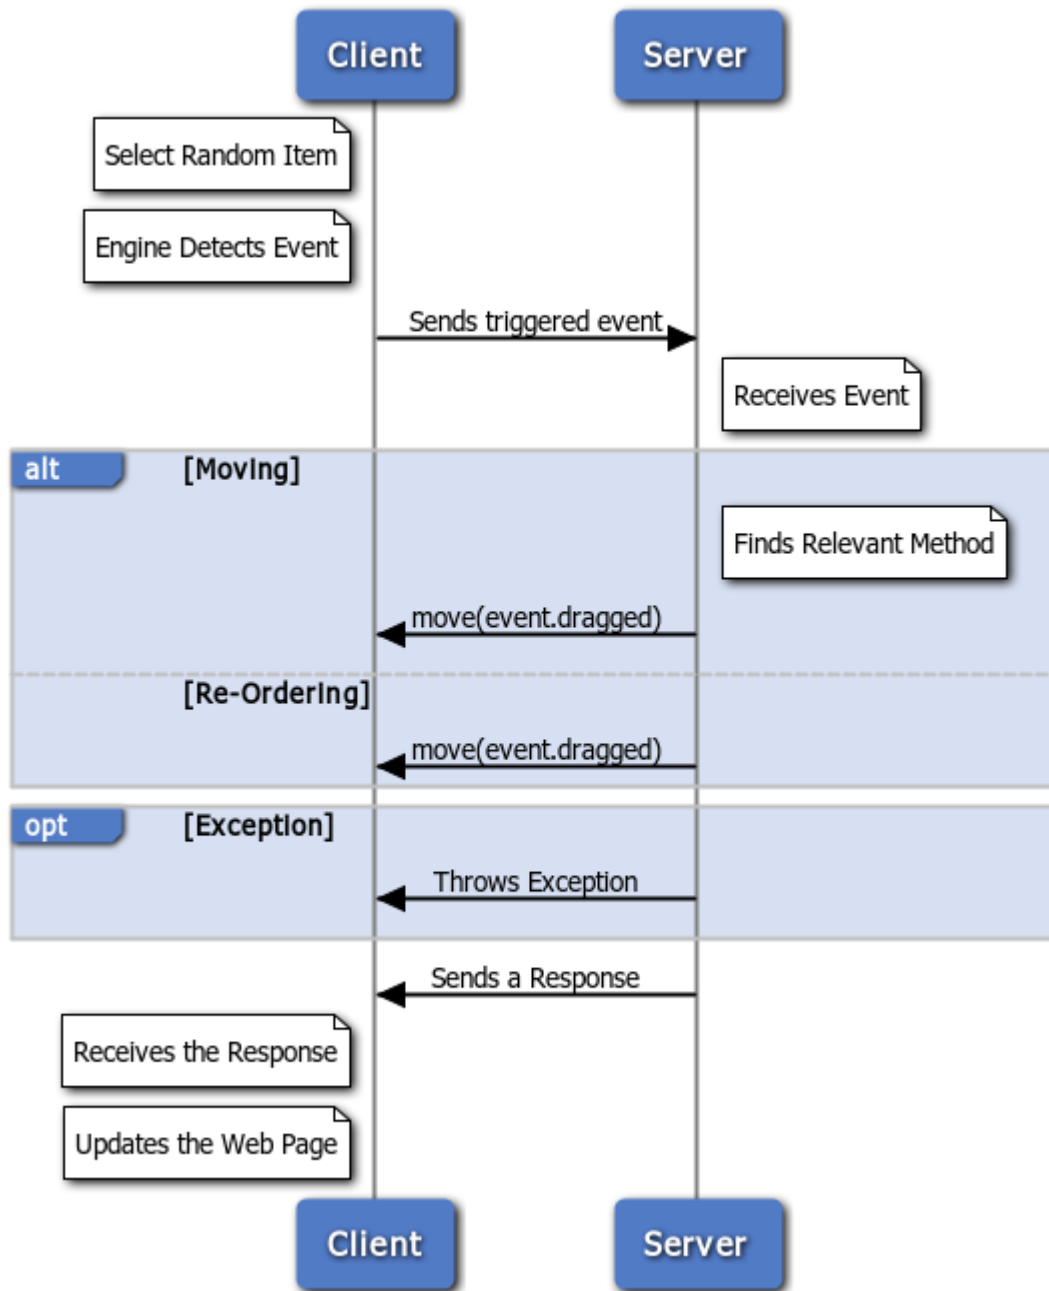 Client
Server
Select Random Item
Engine Detects Event
Sends triggered event
Receives Event
alt
[Moving]
Finds Relevant Method
move(event.dragged)
[Re-Ordering]
move(event.dragged)
opt
[Exception]
Throws Exception
Sends a Response
Receives the Response
Updates the Web Page
Client
Server